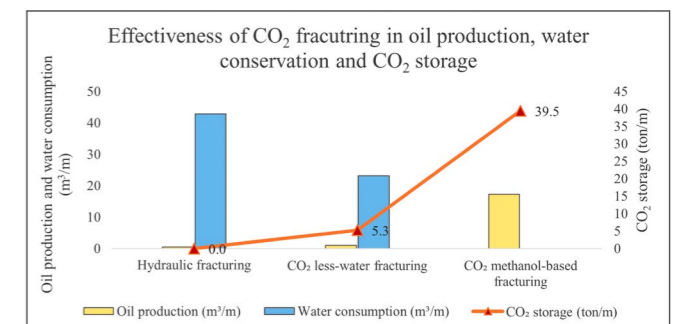 Effectiveness of CO₂ fracutring in oil production, water
conservation and CO₂ storage
Oil production and water consumption
(m³/m)
50
40
30
20
10
0
45
40
35
30
25
20
15
10
5
0
CO₂ storage (ton/m)
0.0
5.3
39.5
Hydraulic fracturing
CO₂ less-water fracturing
CO₂ methanol-based
fracturing
Oil production (m³/m)
Water consumption (m³/m)
CO₂ storage (ton/m)